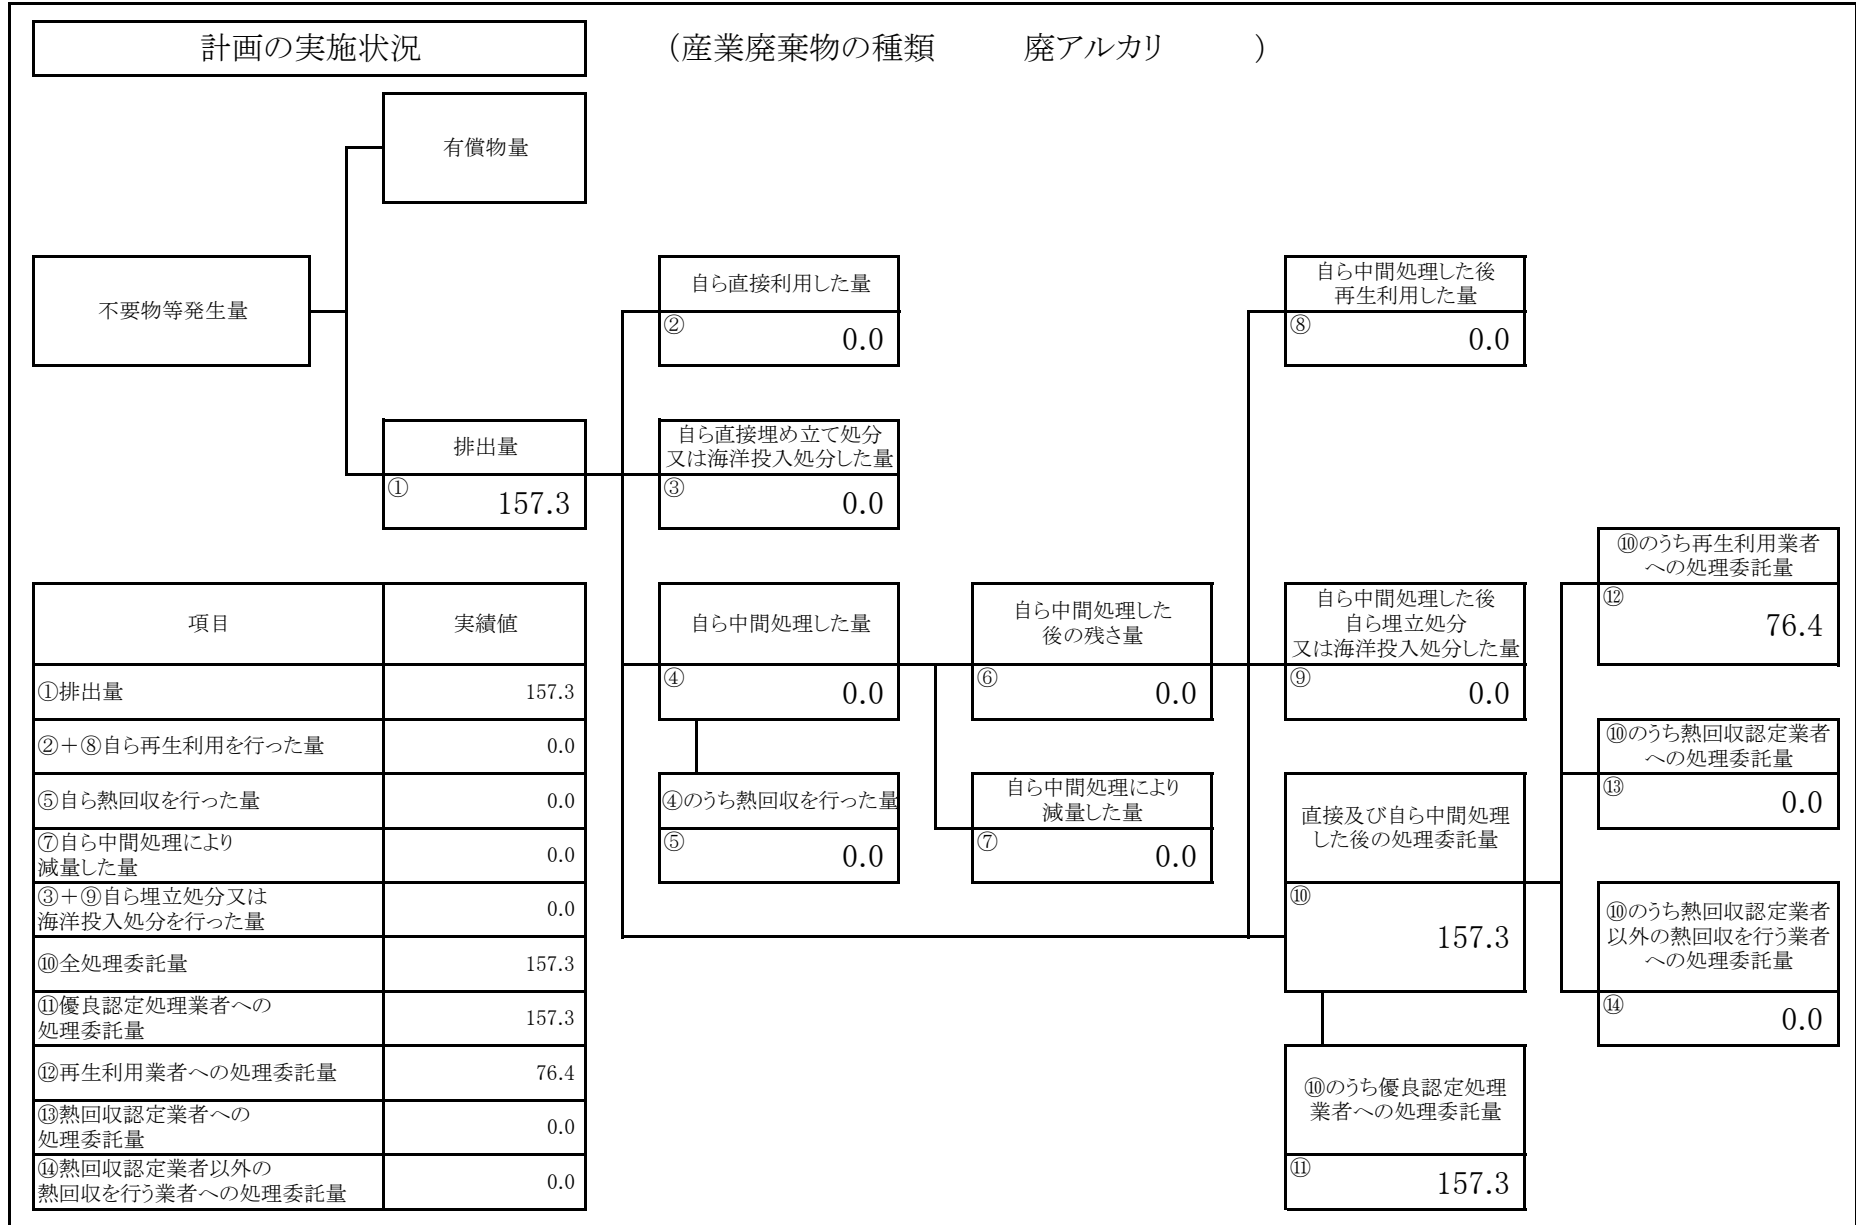 計画の実施状況
（産業廃棄物の種類　　廃アルカリ　　　）
有償物量
不要物等発生量
排出量
①
157.3
自ら直接利用した量
②
0.0
自ら直接埋め立て処分
又は海洋投入処分した量
③
0.0
自ら中間処理した量
④
0.0
④のうち熱回収を行った量
⑤
0.0
自ら中間処理した
後の残さ量
⑥
0.0
自ら中間処理により
減量した量
⑦
0.0
自ら中間処理した後
再生利用した量
⑧
0.0
自ら中間処理した後
自ら埋立処分
又は海洋投入処分した量
⑨
0.0
直接及び自ら中間処理
した後の処理委託量
⑩
157.3
⑩のうち優良認定処理
業者への処理委託量
⑪
157.3
⑩のうち再生利用業者
への処理委託量
⑫
76.4
⑩のうち熱回収認定業者
への処理委託量
⑬
0.0
⑩のうち熱回収認定業者
以外の熱回収を行う業者
への処理委託量
⑭
0.0
項目 実績値
①排出量 157.3
②＋⑧自ら再生利用を行った量 0.0
⑤自ら熱回収を行った量 0.0
⑦自ら中間処理により
減量した量 0.0
③＋⑨自ら埋立処分又は
海洋投入処分を行った量 0.0
⑩全処理委託量 157.3
⑪優良認定処理業者への
処理委託量 157.3
⑫再生利用業者への処理委託量 76.4
⑬熱回収認定業者への
処理委託量 0.0
⑭熱回収認定業者以外の
熱回収を行う業者への処理委託量 0.0